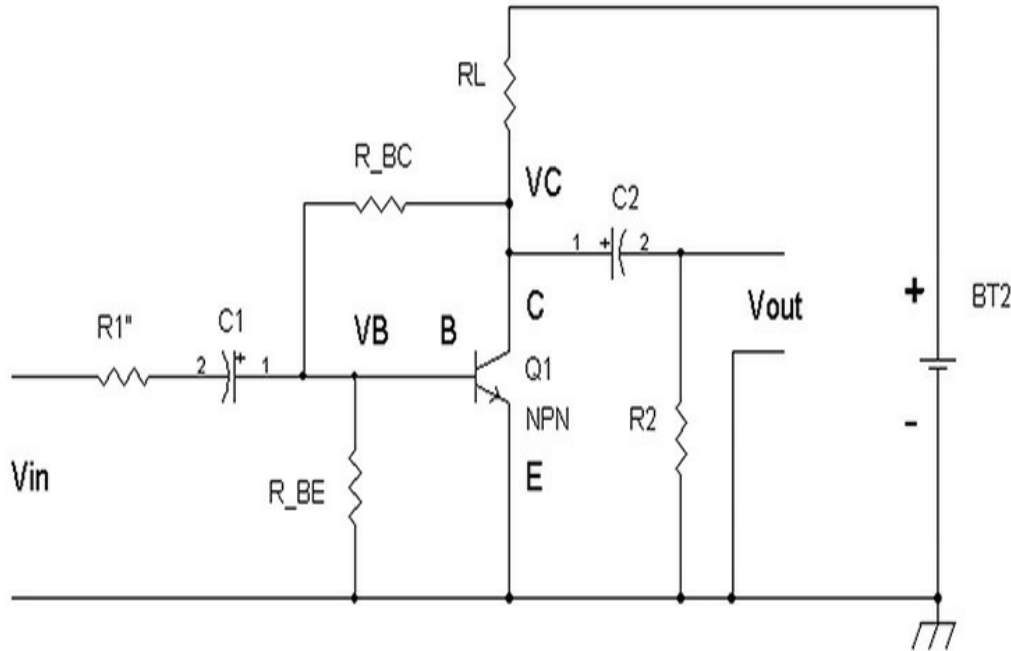 RL
R_BC
VC
C2
1 + 2
+ BT2
C
Vout
R1" C1 VB B
2 + 1
Q1
NPN R2 -
Vin R_BE E